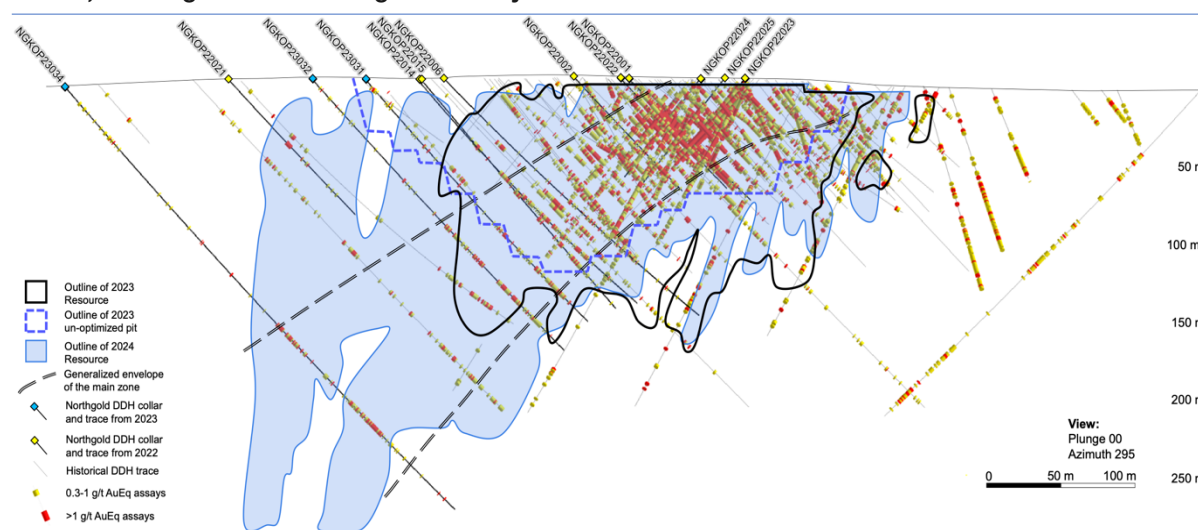 NGKOP23034
NGKOP22021
NGKOP23032
NGKOP23031
NGKOP22014
NGKOP22015
NGKOP22006
NGKOP22002
NGKOP22022
NGKOP22001
NGKOP22024
NGKOP22025
NGKOP22023
50 m
100 m
150 m
200 m
250 m
Outline of 2023
Resource
Outline of 2023
un-optimized pit
Outline of 2024
Resource
Generalized envelope
of the main zone
Northgold DDH collar
and trace from 2023
Northgold DDH collar
and trace from 2022
Historical DDH trace
0.3-1 g/t AuEq assays
>1 g/t AuEq assays
View:
Plunge 00
Azimuth 295
0 50 m 100 m